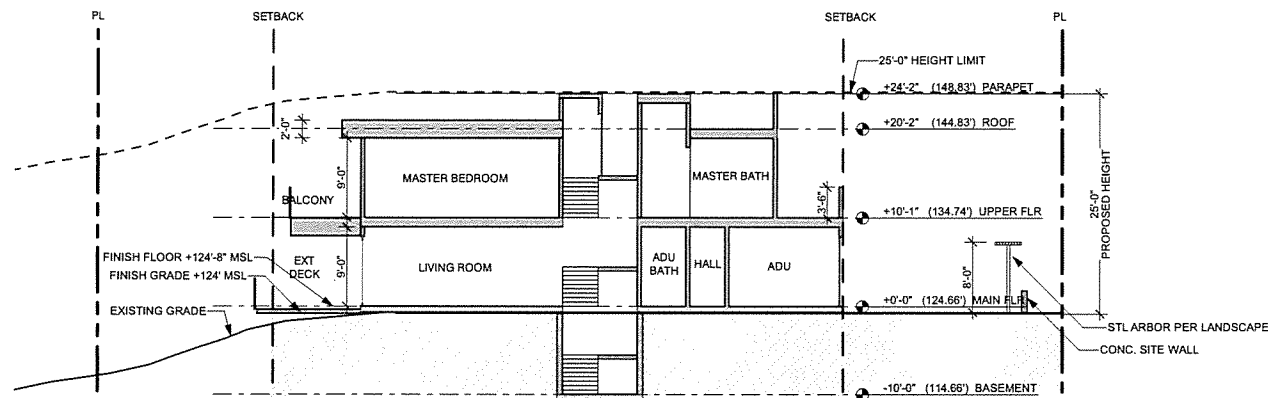 PL
SETBACK
SETBACK
PL
25'-0" HEIGHT LIMIT
+24'-2" (148.83') PARAPET
2'-0"
+20'-2" (144.83') ROOF
9'-0"
MASTER BEDROOM
MASTER BATH
BALCONY
3'-6"
25'-0"
PROPOSED HEIGHT
+10'-1" (134.74') UPPER FLR
FINISH FLOOR +124'-8" MSL
EXT
DECK
9'-0"
LIVING ROOM
ADU
BATH
HALL
ADU
8'-0"
FINISH GRADE +124' MSL
EXISTING GRADE
+0'-0" (124.66') MAIN FLR
STL ARBOR PER LANDSCAPE
CONC. SITE WALL
-10'-0" (114.66') BASEMENT